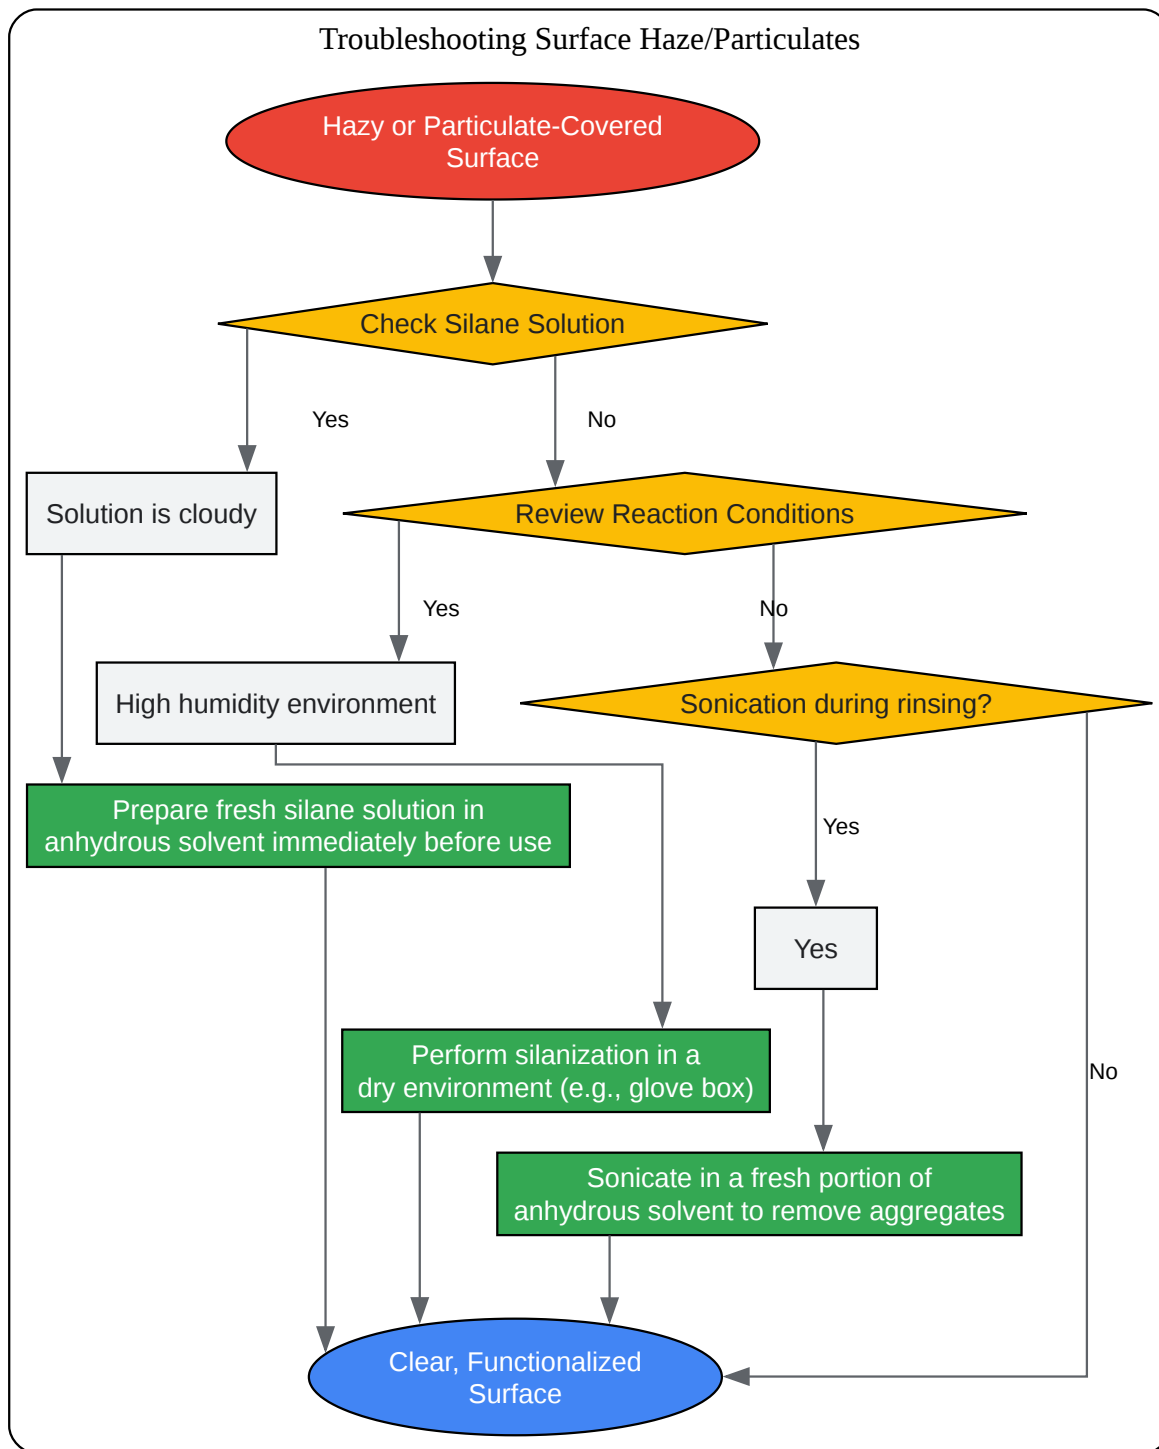 Troubleshooting Surface Haze/Particulates
Hazy or Particulate-Covered
Surface
Check Silane Solution
Yes
No
Solution is cloudy
Review Reaction Conditions
Yes
No
High humidity environment
Sonication during rinsing?
Prepare fresh silane solution in
anhydrous solvent immediately before use
Yes
Yes
Perform silanization in a
dry environment (e.g., glove box)
No
Sonicate in a fresh portion of
anhydrous solvent to remove aggregates
Clear, Functionalized
Surface